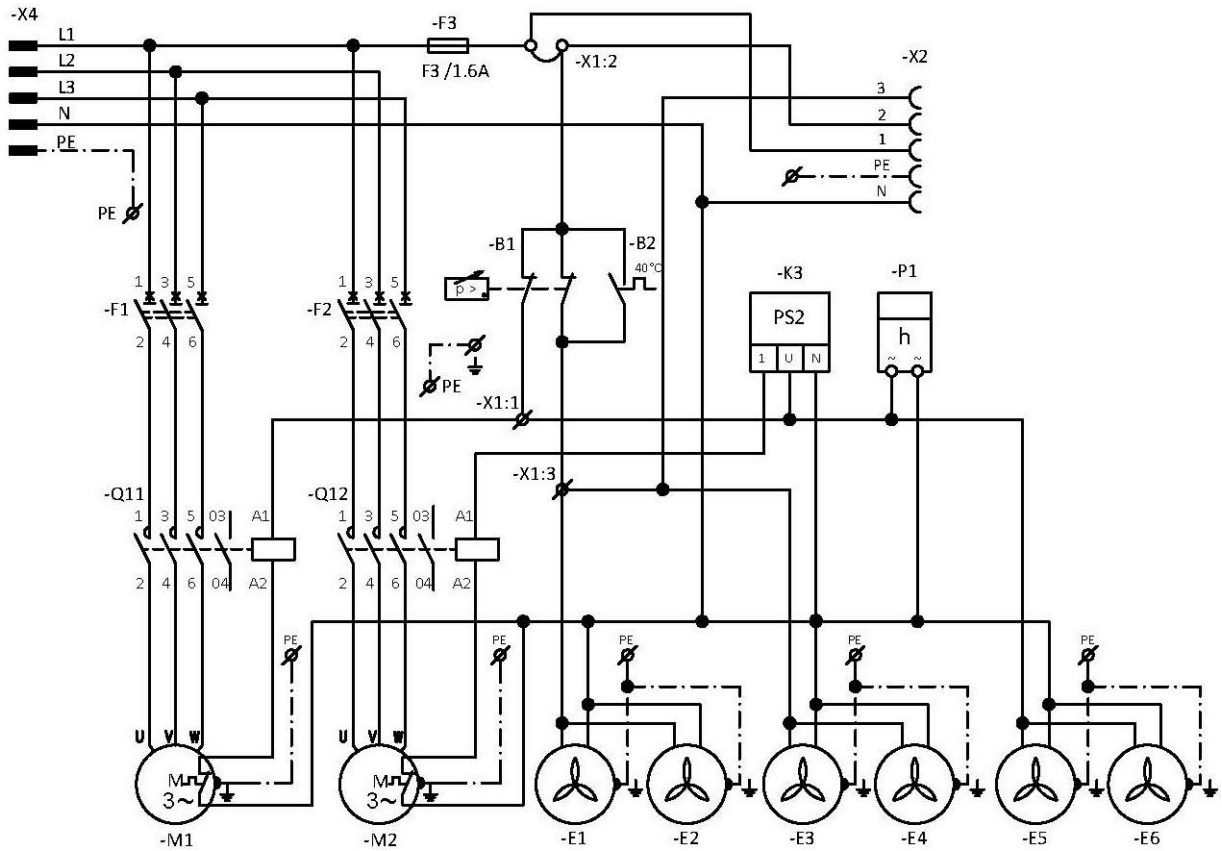 -X4
L1
L2
L3
N
PE
PE
-F3
F3 /1.6A
-X1:2
-X2
3
2
1
PE
N
-B1
-B2
40°C
p >
-K3
PS2
1 U N
-P1
h
~ ~
1 3 5
-F1
2 4 6
1 3 5
-F2
2 4 6
PE
-X1:1
-X1:3
-Q11
1 3 5 03 A1
2 4 6 04 A2
-Q12
1 3 5 03 A1
2 4 6 04 A2
PE
PE
PE
PE
PE
U V W
M
3~
-M1
U V W
M
3~
-M2
-E1
-E2
-E3
-E4
-E5
-E6